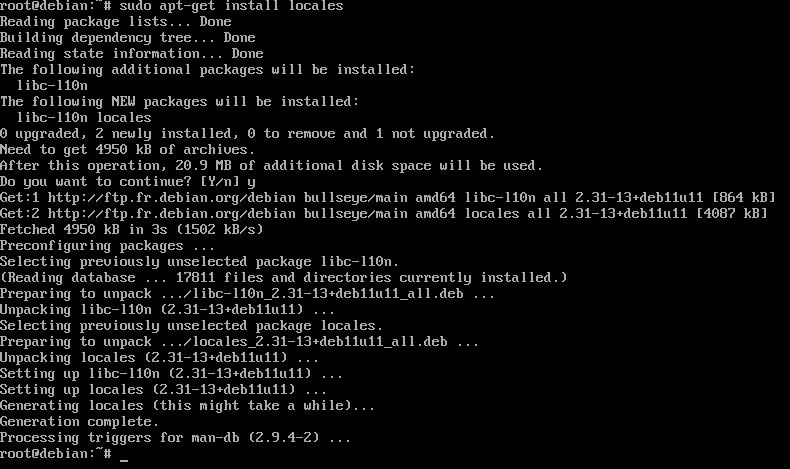 root@debian:~# sudo apt-get install locales
Reading package lists... Done
Building dependency tree... Done
Reading state information... Done
The following additional packages will be installed:
  libc-l10n
The following NEW packages will be installed:
  libc-l10n locales
0 upgraded, 2 newly installed, 0 to remove and 1 not upgraded.
Need to get 4950 kB of archives.
After this operation, 20.9 MB of additional disk space will be used.
Do you want to continue? [Y/n] y
Get:1 http://ftp.fr.debian.org/debian bullseye/main amd64 libc-l10n all 2.31-13+deb11u11 [864 kB]
Get:2 http://ftp.fr.debian.org/debian bullseye/main amd64 locales all 2.31-13+deb11u11 [4087 kB]
Fetched 4950 kB in 3s (1502 kB/s)
Preconfiguring packages ...
Selecting previously unselected package libc-l10n.
(Reading database ... 17811 files and directories currently installed.)
Preparing to unpack .../libc-l10n_2.31-13+deb11u11_all.deb ...
Unpacking libc-l10n (2.31-13+deb11u11) ...
Selecting previously unselected package locales.
Preparing to unpack .../locales_2.31-13+deb11u11_all.deb ...
Unpacking locales (2.31-13+deb11u11) ...
Setting up libc-l10n (2.31-13+deb11u11) ...
Setting up locales (2.31-13+deb11u11) ...
Generating locales (this might take a while)...
Generation complete.
Processing triggers for man-db (2.9.4-2) ...
root@debian:~# _